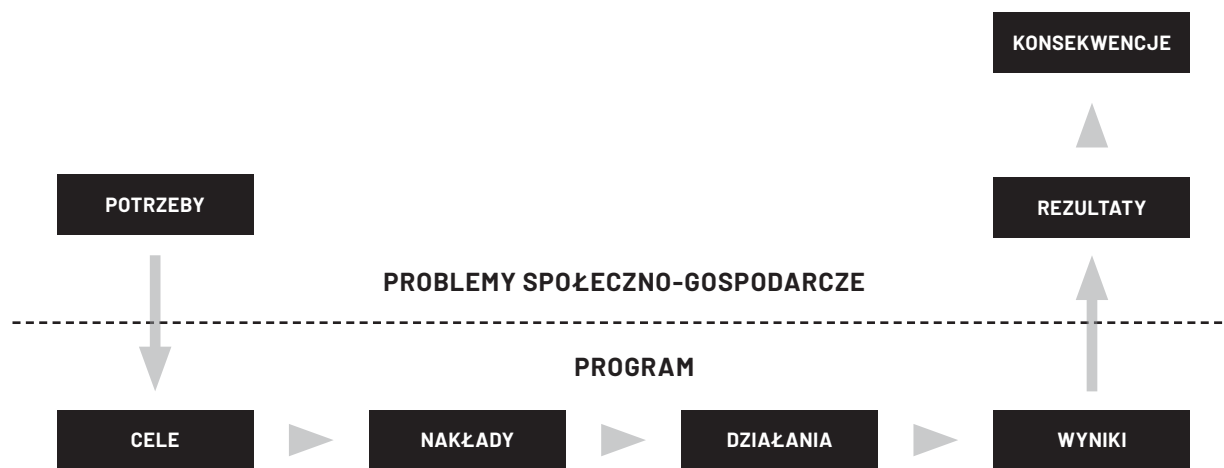 KONSEKWENCJE
POTRZEBY
REZULTATY
PROBLEMY SPOŁECZNO-GOSPODARCZE
PROGRAM
CELE
NAKŁADY
DZIAŁANIA
WYNIKI